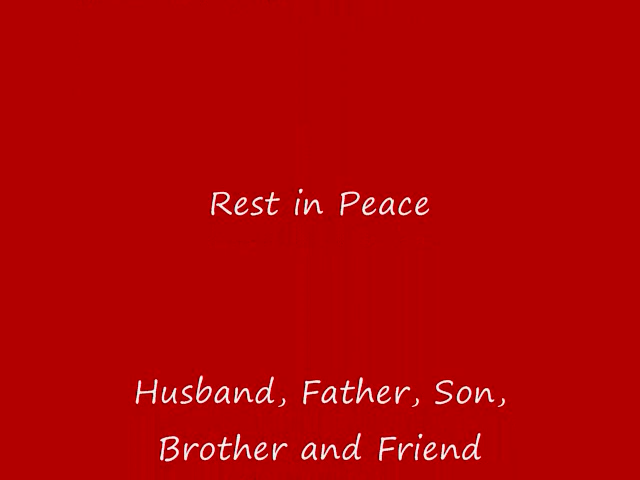 Rest in Peace
Husband, Father, Son,
Brother and Friend